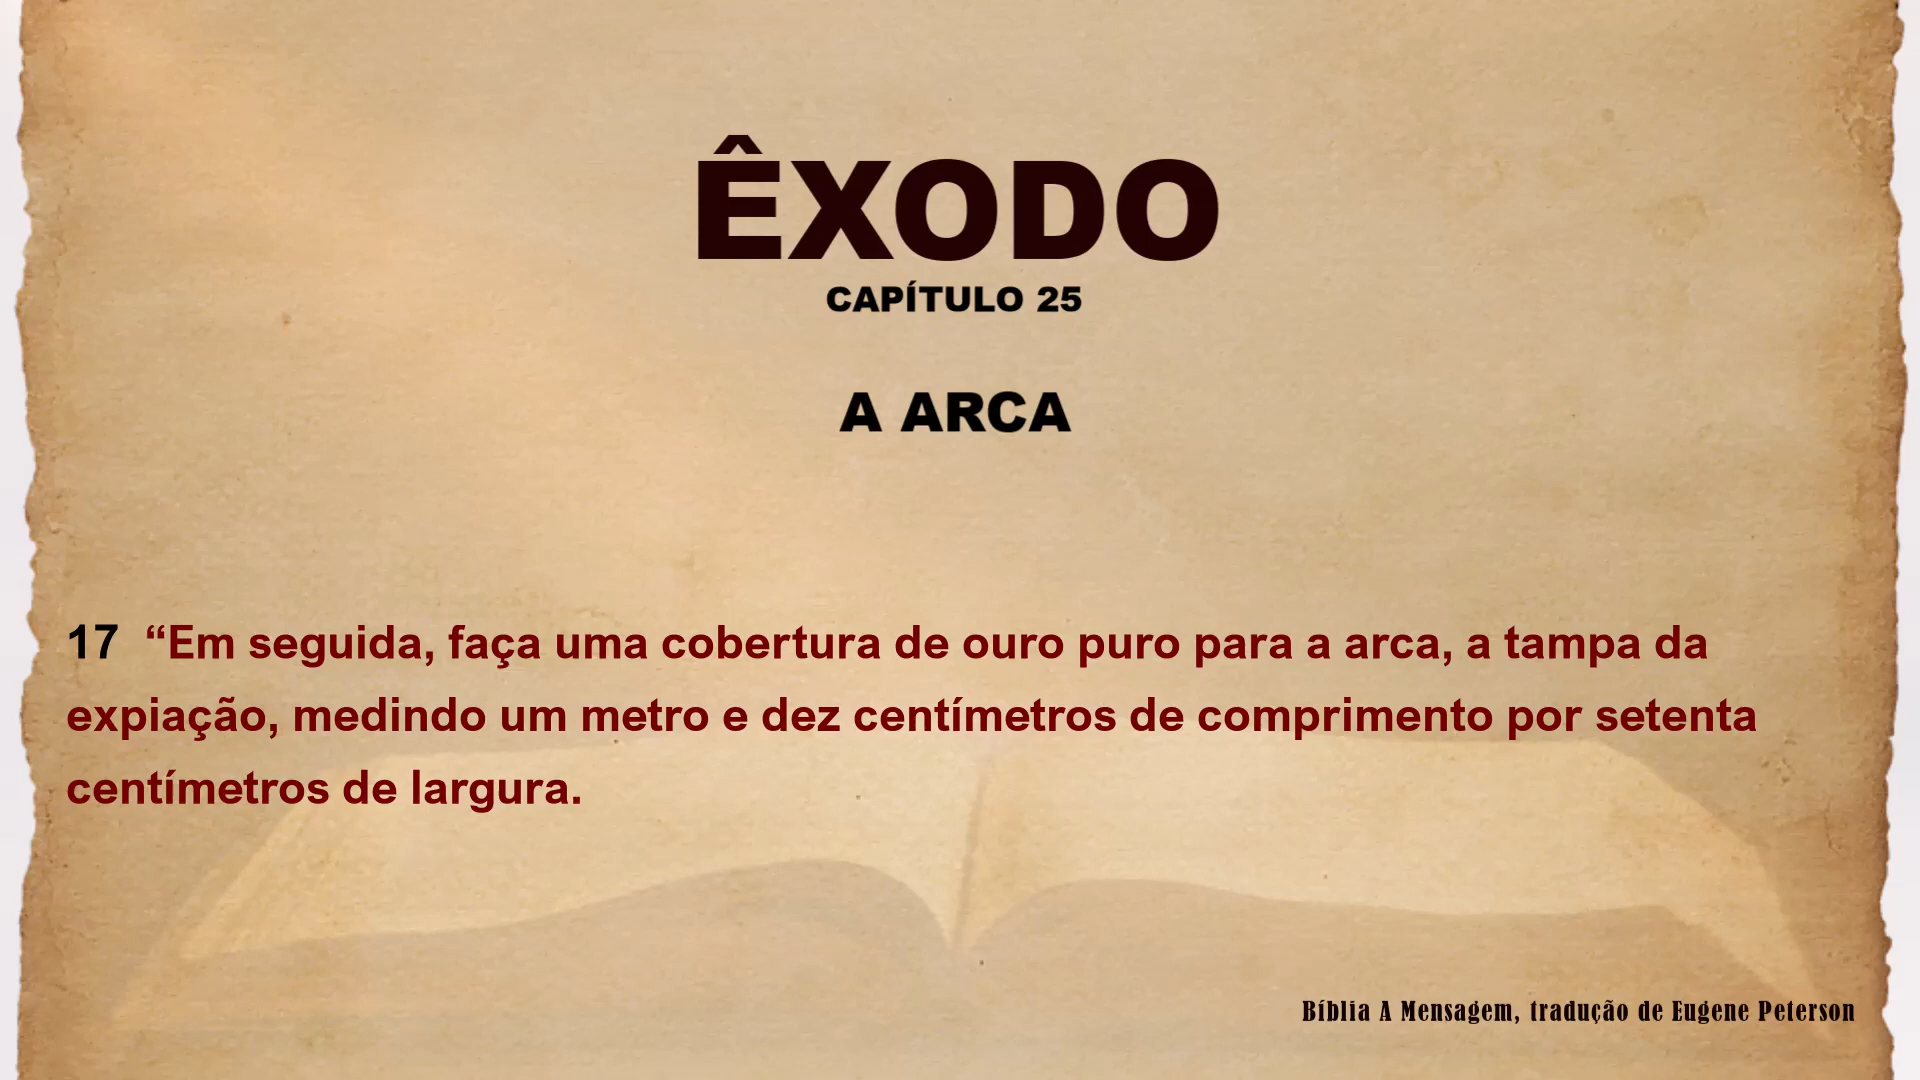 ÊXODO
CAPÍTULO 25
A ARCA
17 “Em seguida, faça uma cobertura de ouro puro para a arca, a tampa da
expiação, medindo um metro e dez centímetros de comprimento por setenta
centímetros de largura.
Bíblia A Mensagem, tradução de Eugene Peterson